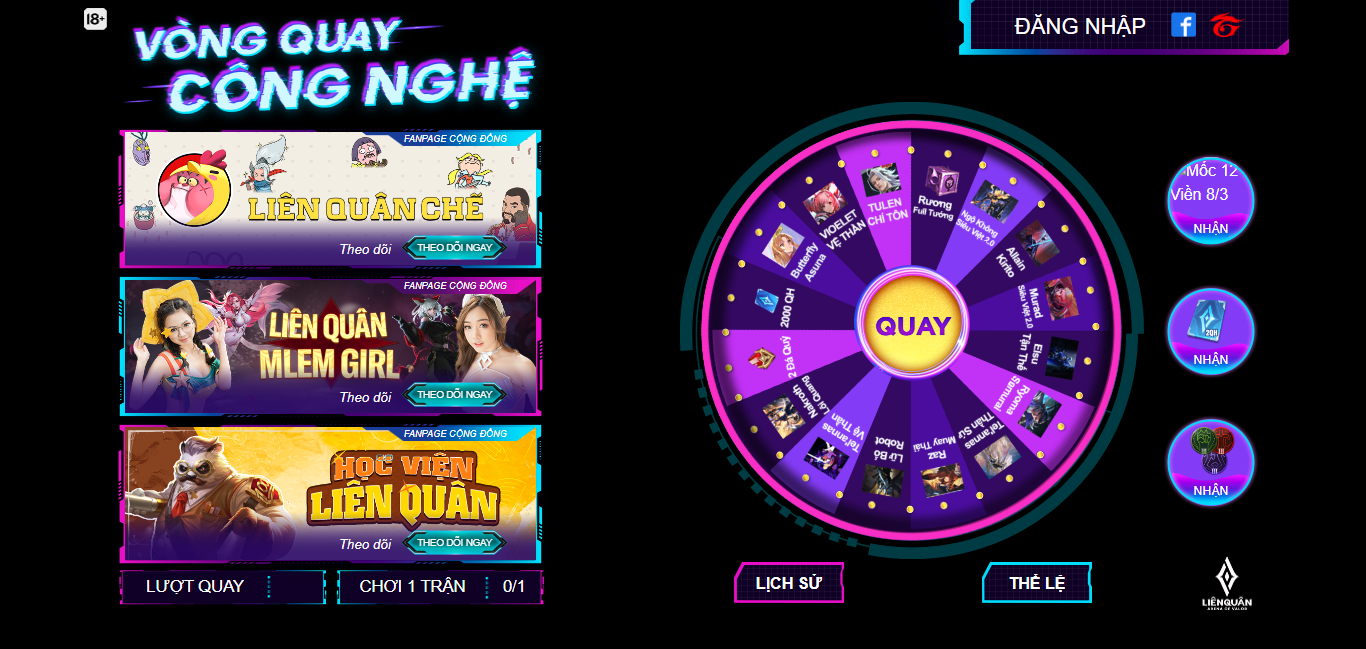 18+
VÒNG QUAY
CÔNG NGHỆ
ĐĂNG NHẬP
FANPAGE CỘNG ĐỒNG
LIÊN QUÂN CHẾ
Theo dõi
THEO DÕI NGAY
FANPAGE CỘNG ĐỒNG
LIÊN QUÂN
MLEM GIRL
Theo dõi
THEO DÕI NGAY
FANPAGE CỘNG ĐỒNG
HỌC VIỆN
LIÊN QUÂN
Theo dõi
THEO DÕI NGAY
LƯỢT QUAY
CHƠI 1 TRẬN
0/1
Rương
Full Tướng
Ngộ Không
Siêu Việt 2.0
Allain
Kirito
Murad
Siêu Việt 2.0
Elsu
Tân Thế
Ryoma
Samurai
Tel'annas
Thần Sứ
Raz
Muay Thái
Lữ Bố
Robot
Tel'annas
Vệ Thần
Nakroth
Lôi Quang
2 Đá Quý
2000 QH
Butterfly
Asuna
VIOELET
VỆ THẦN
TULEN
CHÍ TÔN
QUAY
LỊCH SỬ
THỂ LỆ
Mốc 12
Viền 8/3
NHẬN
20H
NHẬN
NHẬN
LIÊNQUÂN
ARENA OF VALOR